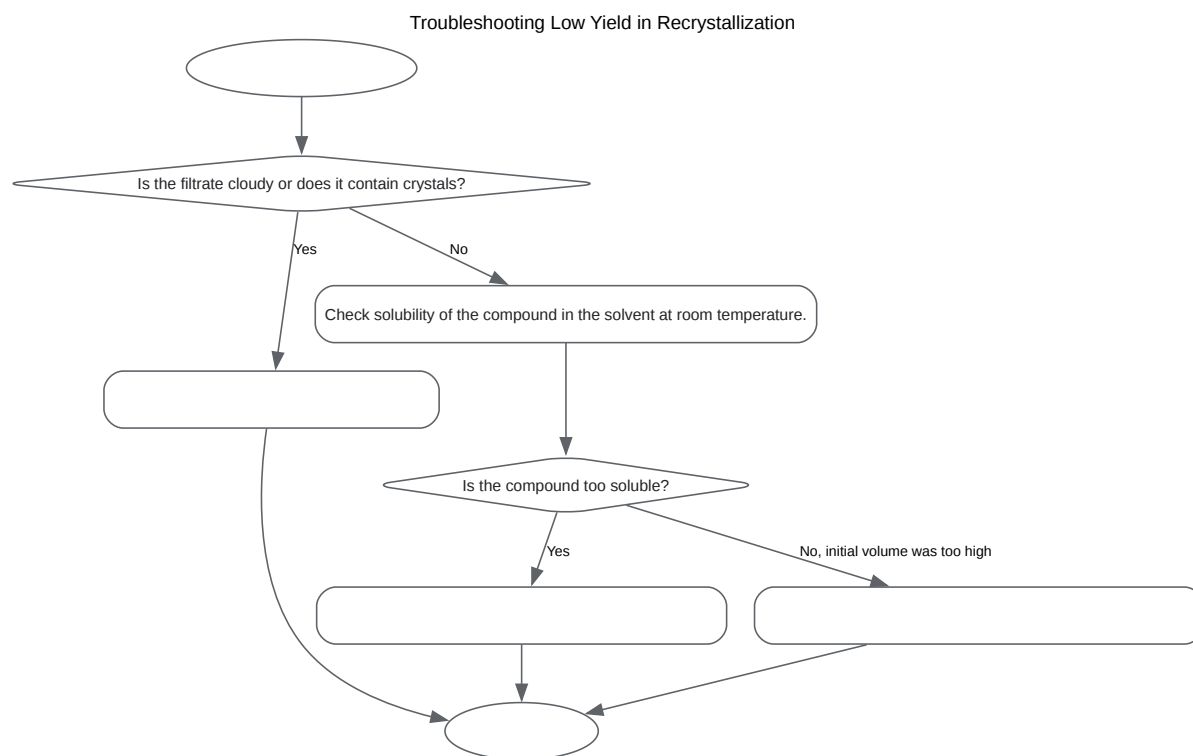 Troubleshooting Low Yield in Recrystallization
Is the filtrate cloudy or does it contain crystals?
Yes
No
Check solubility of the compound in the solvent at room temperature.
Is the compound too soluble?
Yes
No, initial volume was too high